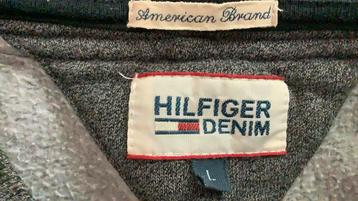 American Brand
HILFIGER
DENIM
L